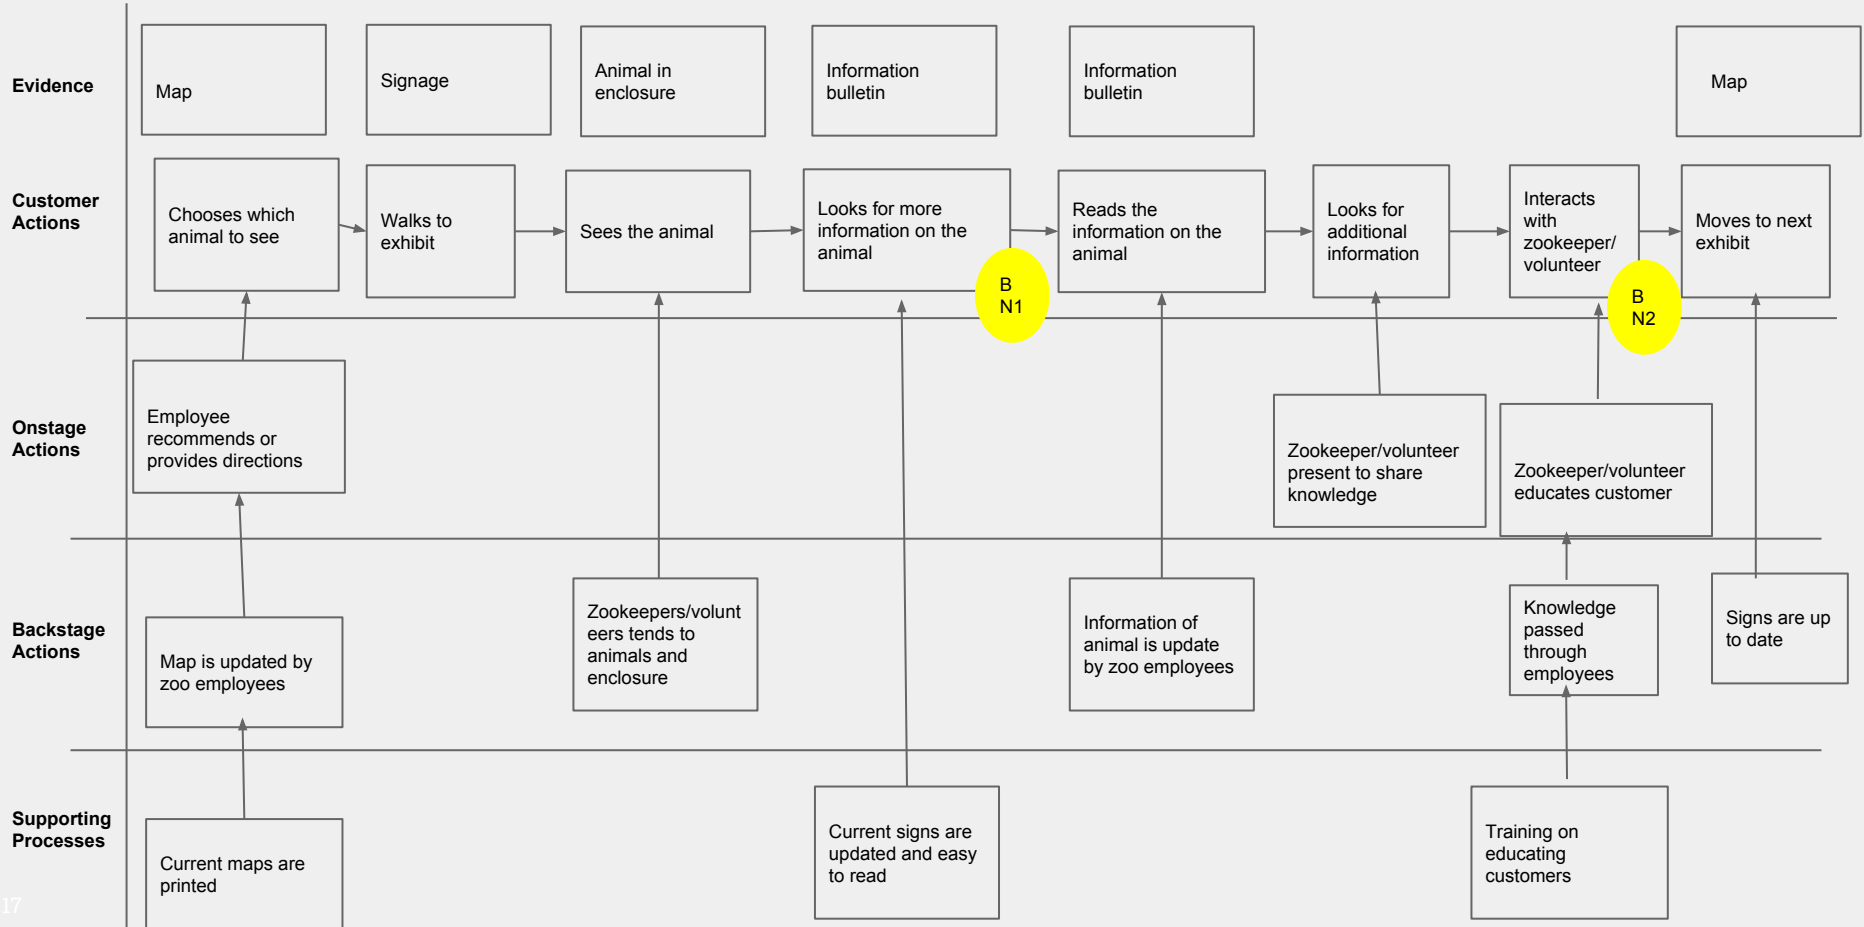 Evidence
Map
Signage
Animal in
enclosure
Information
bulletin
Information
bulletin
Map
Customer
Actions
Chooses which
animal to see
Walks to
exhibit
Sees the animal
Looks for more
information on the
animal
Reads the
information on the
animal
Looks for
additional
information
Interacts
with
zookeeper/
volunteer
Moves to next
exhibit
B
N1
B
N2
Onstage
Actions
Employee
recommends or
provides directions
Zookeeper/volunteer
present to share
knowledge
Zookeeper/volunteer
educates customer
Backstage
Actions
Map is updated by
zoo employees
Zookeepers/volunt
eers tends to
animals and
enclosure
Information of
animal is update
by zoo employees
Knowledge
passed
through
employees
Signs are up
to date
Supporting
Processes
Current maps are
printed
Current signs are
updated and easy
to read
Training on
educating
customers
17